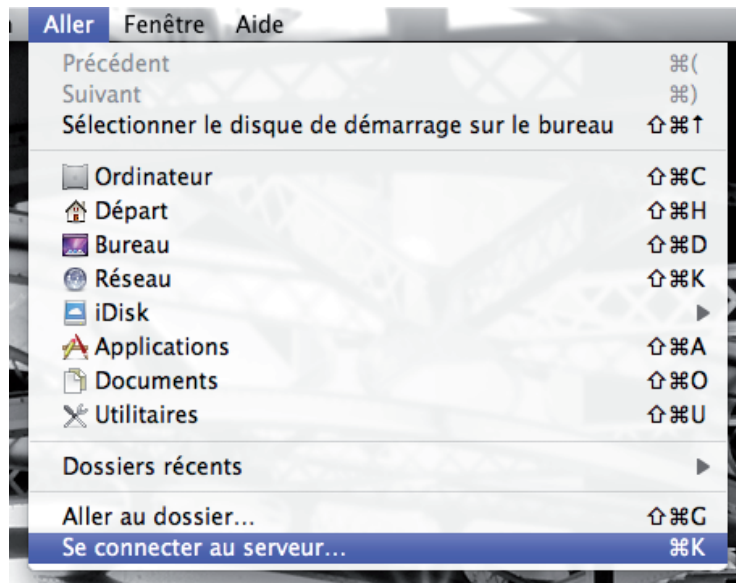 Aller Fenêtre Aide
Précédent ⌘(
Suivant ⌘)
Sélectionner le disque de démarrage sur le bureau ⇧⌘↑
Ordinateur ⇧⌘C
Départ ⇧⌘H
Bureau ⇧⌘D
Réseau ⇧⌘K
iDisk ▶
Applications ⇧⌘A
Documents ⇧⌘O
Utilitaires ⇧⌘U
Dossiers récents ▶
Aller au dossier... ⇧⌘G
Se connecter au serveur... ⌘K